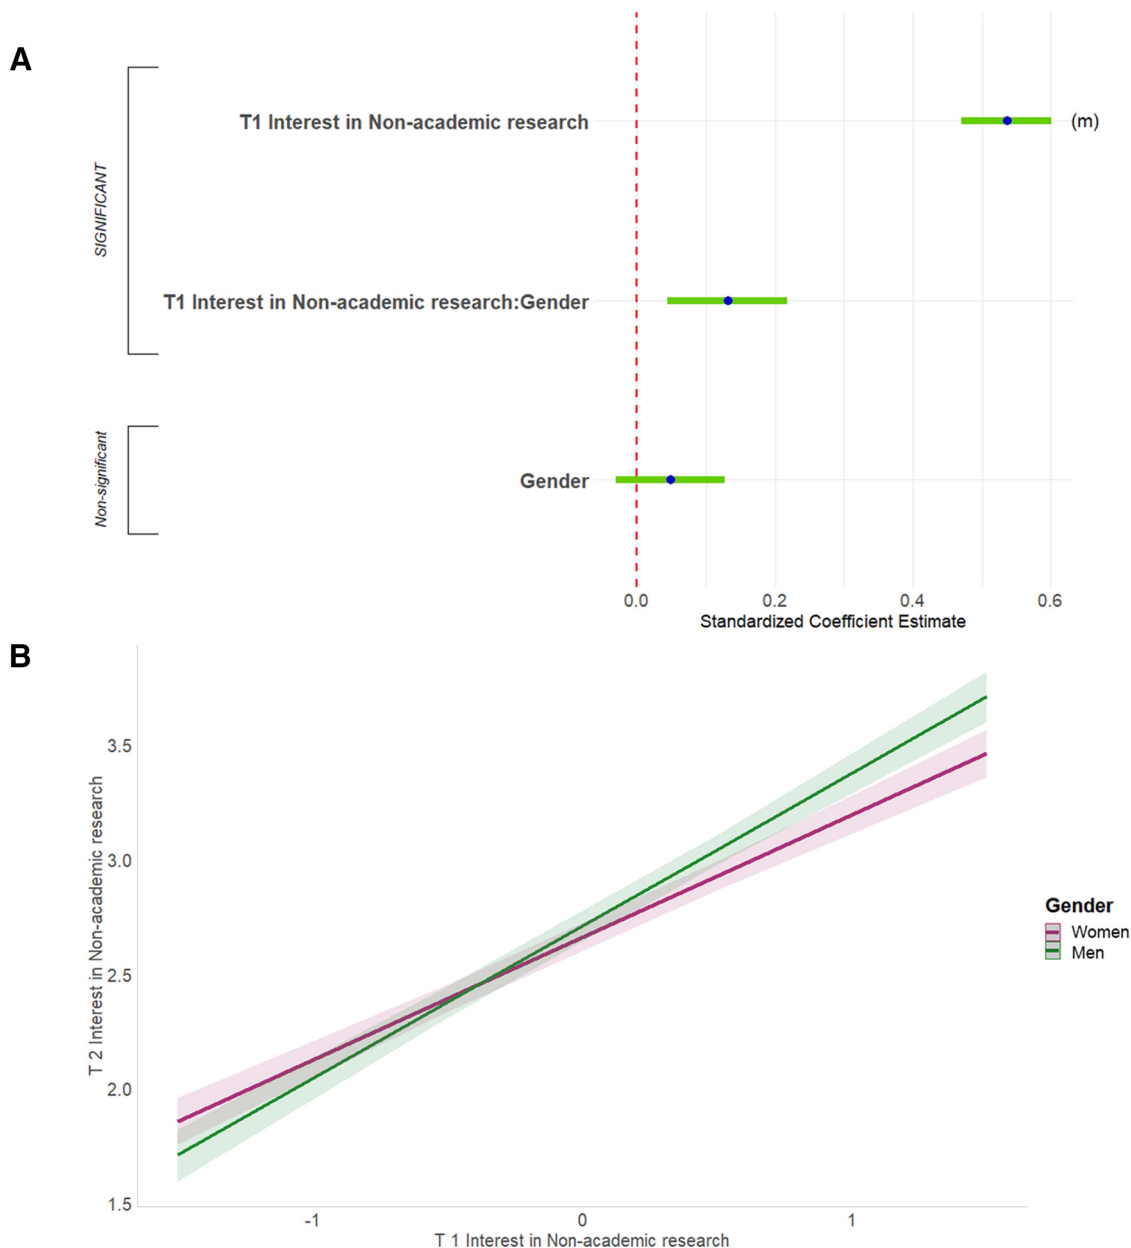 A
SIGNIFICANT
T1 Interest in Non-academic research
(m)
T1 Interest in Non-academic research:Gender
Non-significant
Gender
0.0 0.2 0.4 0.6
Standardized Coefficient Estimate
B
T 2 Interest in Non-academic research
3.5
3.0
2.5
2.0
1.5
-1 0 1
T 1 Interest in Non-academic research
Gender
Women
Men